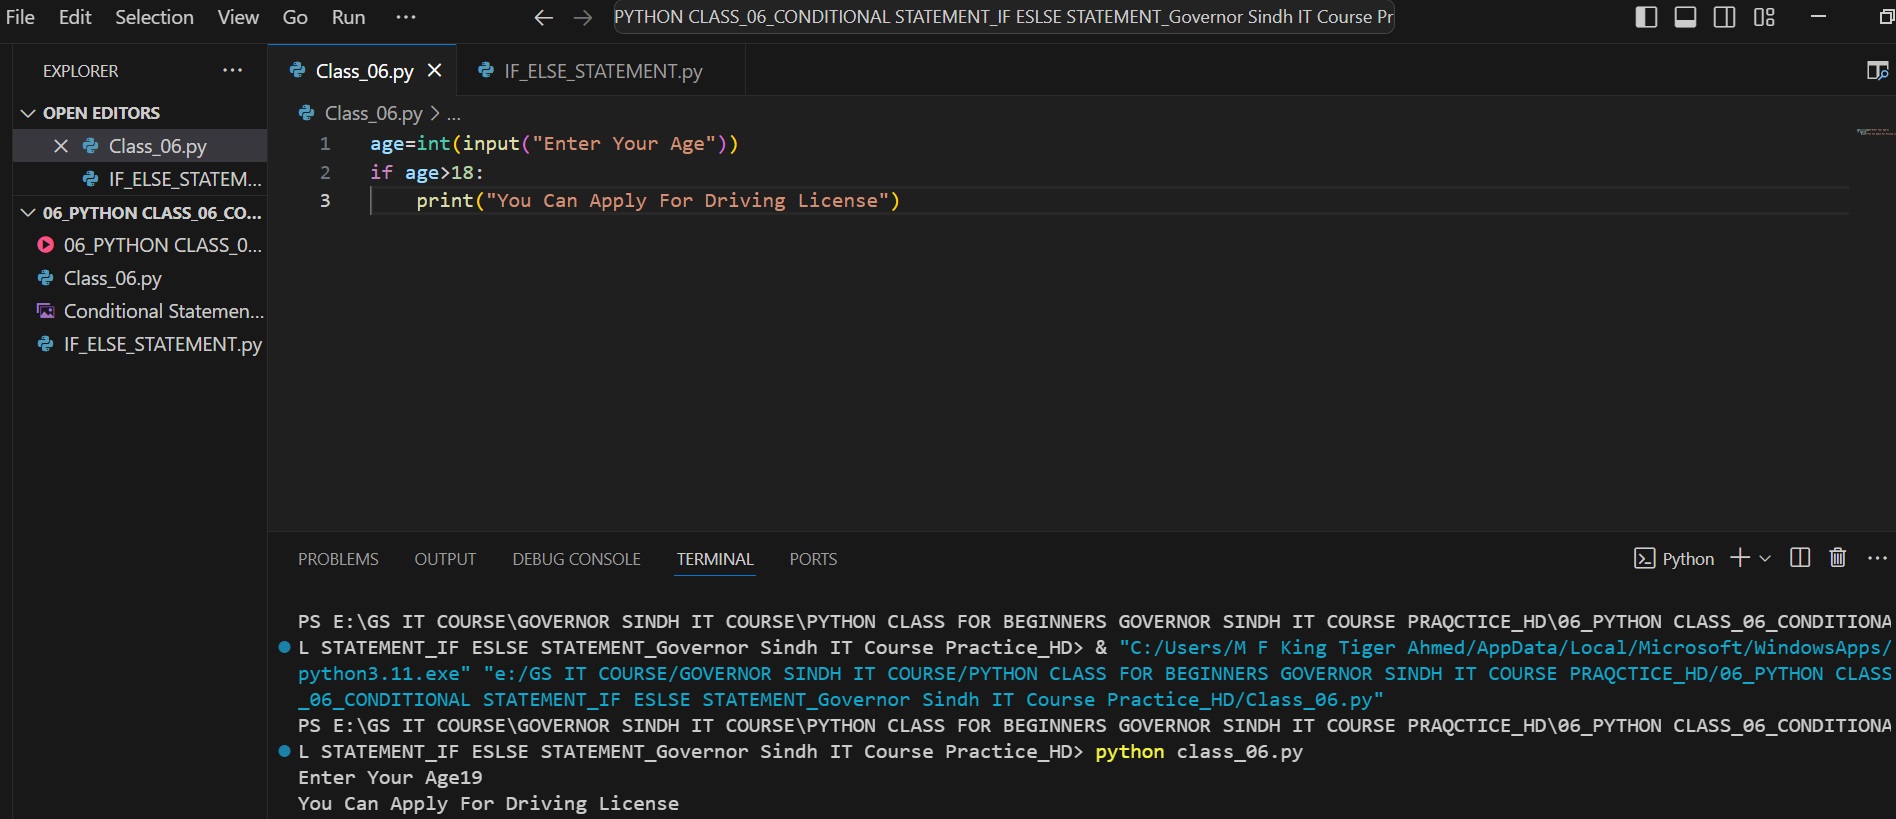 File Edit Selection View Go Run ...
PYTHON CLASS_06_CONDITIONAL STATEMENT_IF ESLSE STATEMENT_Governor Sindh IT Course Pr
EXPLORER ...
OPEN EDITORS
Class_06.py
IF_ELSE_STATEM...
06_PYTHON CLASS_06_CO...
06_PYTHON CLASS_0...
Class_06.py
Conditional Statemen...
IF_ELSE_STATEMENT.py
Class_06.py IF_ELSE_STATEMENT.py
Class_06.py > ...
1 age=int(input("Enter Your Age"))
2 if age>18:
3 print("You Can Apply For Driving License")
PROBLEMS OUTPUT DEBUG CONSOLE TERMINAL PORTS Python ...
PS E:\GS IT COURSE\GOVERNOR SINDH IT COURSE\PYTHON CLASS FOR BEGINNERS GOVERNOR SINDH IT COURSE PRAQCTICE_HD\06_PYTHON CLASS_06_CONDITIONA
L STATEMENT_IF ESLSE STATEMENT_Governor Sindh IT Course Practice_HD> & "C:/Users/M F King Tiger Ahmed/AppData/Local/Microsoft/WindowsApps/
python3.11.exe" "e:/GS IT COURSE/GOVERNOR SINDH IT COURSE/PYTHON CLASS FOR BEGINNERS GOVERNOR SINDH IT COURSE PRAQCTICE_HD/06_PYTHON CLASS
_06_CONDITIONAL STATEMENT_IF ESLSE STATEMENT_Governor Sindh IT Course Practice_HD/Class_06.py"
PS E:\GS IT COURSE\GOVERNOR SINDH IT COURSE\PYTHON CLASS FOR BEGINNERS GOVERNOR SINDH IT COURSE PRAQCTICE_HD\06_PYTHON CLASS_06_CONDITIONA
L STATEMENT_IF ESLSE STATEMENT_Governor Sindh IT Course Practice_HD> python class_06.py
Enter Your Age19
You Can Apply For Driving License